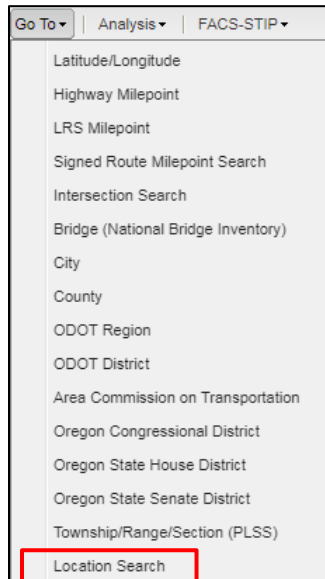 Go To | Analysis | FACS-STIP
Latitude/Longitude
Highway Milepoint
LRS Milepoint
Signed Route Milepoint Search
Intersection Search
Bridge (National Bridge Inventory)
City
County
ODOT Region
ODOT District
Area Commission on Transportation
Oregon Congressional District
Oregon State House District
Oregon State Senate District
Township/Range/Section (PLSS)
Location Search